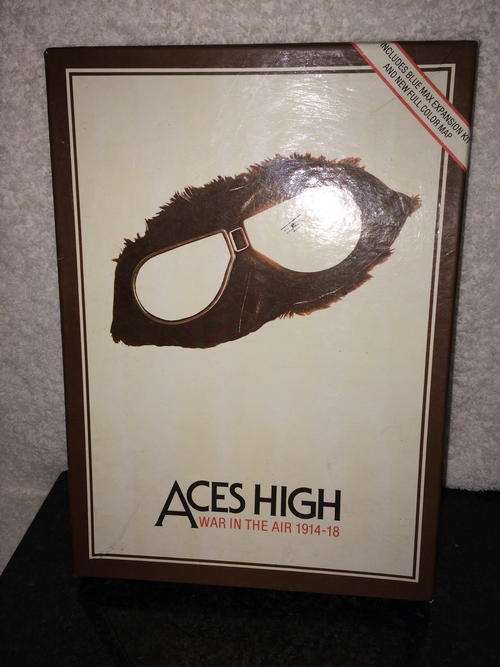 INCLUDES BLUE MAX EXPANSION KIT
AND NEW FULL COLOR MAP
ACES HIGH
WAR IN THE AIR 1914-18